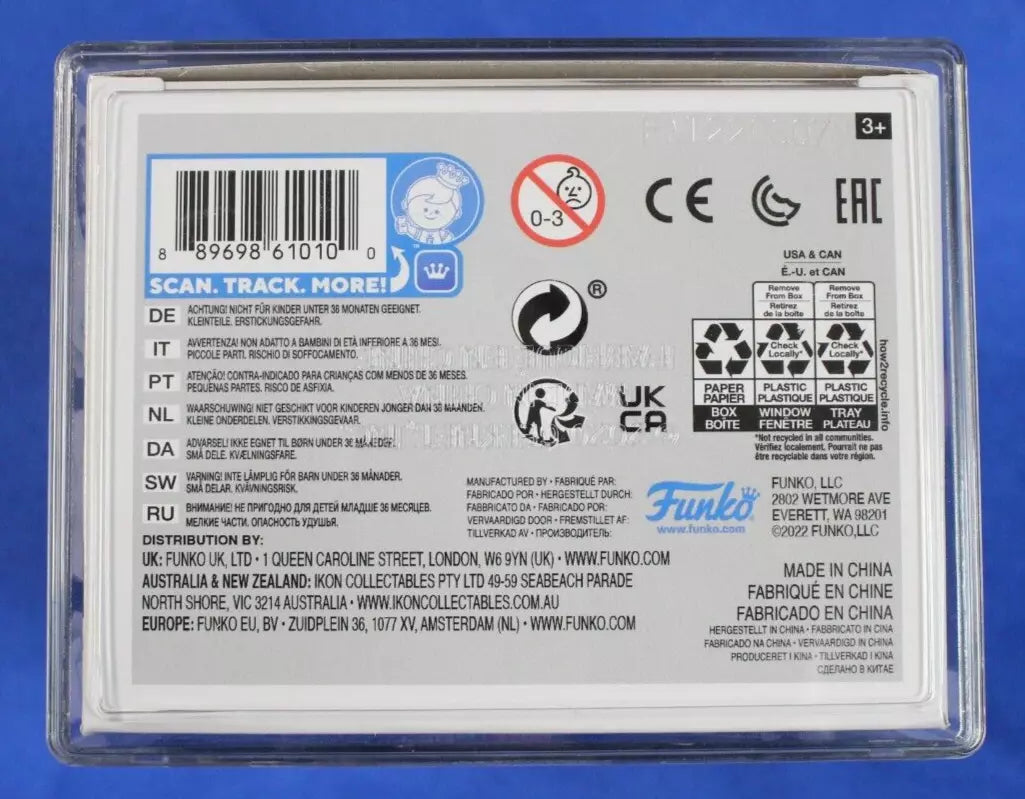 3+
8 89698 61010 0
SCAN. TRACK. MORE!
™
0-3
CE
EAC
®
UK
CA
USA & CAN
É.-U. et CAN
Remove From Box
Retirez de la boîte
Remove From Box
Retirez de la boîte
Check Locally*
Check Locally*
PAPER
PAPIER
PLASTIC
PLASTIQUE
PLASTIC
PLASTIQUE
BOX
BOÎTE
WINDOW
FENÊTRE
TRAY
PLATEAU
how2recycle.info
*Not recycled in all communities.
Vérifiez localement. Pourrait ne pas
être recyclable dans votre région.
DE ACHTUNG! NICHT FÜR KINDER UNTER 36 MONATEN GEEIGNET.
KLEINTEILE. ERSTICKUNGSGEFAHR.
IT AVVERTENZA! NON ADATTO A BAMBINI DI ETÀ INFERIORE A 36 MESI.
PICCOLE PARTI. RISCHIO DI SOFFOCAMENTO.
PT ATENÇÃO! CONTRA-INDICADO PARA CRIANÇAS COM MENOS DE 36 MESES.
PEQUENAS PARTES. RISCO DE ASFIXIA.
NL WAARSCHUWING! NIET GESCHIKT VOOR KINDEREN JONGER DAN 36 MAANDEN.
KLEINE ONDERDELEN. VERSTIKKINGSGEVAAR.
DA ADVARSEL! IKKE EGNET TIL BØRN UNDER 36 MÅNEDER.
SMÅ DELE. KVÆLNINGSFARE.
SW VARNING! INTE LÄMPLIG FÖR BARN UNDER 36 MÅNADER.
SMÅ DELAR. KVÄVNINGSRISK.
RU ВНИМАНИЕ! НЕ ПРИГОДНО ДЛЯ ДЕТЕЙ МЛАДШЕ 36 МЕСЯЦЕВ.
МЕЛКИЕ ЧАСТИ. ОПАСНОСТЬ УДУШЬЯ.
MANUFACTURED BY • FABRIQUÉ PAR:
FABRICADO POR • HERGESTELLT DURCH:
FABBRICATO DA • FABRICADO POR:
VERVAARDIGD DOOR • FREMSTILLET AF:
TILLVERKAD AV • ПРОИЗВОДИТЕЛЬ:
Funko
www.funko.com
FUNKO, LLC
2802 WETMORE AVE
EVERETT, WA 98201
©2022 FUNKO,LLC
DISTRIBUTION BY:
UK: FUNKO UK, LTD • 1 QUEEN CAROLINE STREET, LONDON, W6 9YN (UK) • WWW.FUNKO.COM
AUSTRALIA & NEW ZEALAND: IKON COLLECTABLES PTY LTD 49-59 SEABEACH PARADE
NORTH SHORE, VIC 3214 AUSTRALIA • WWW.IKONCOLLECTABLES.COM.AU
EUROPE: FUNKO EU, BV • ZUIDPLEIN 36, 1077 XV, AMSTERDAM (NL) • WWW.FUNKO.COM
MADE IN CHINA
FABRIQUÉ EN CHINE
FABRICADO EN CHINA
HERGESTELLT IN CHINA • FABBRICATO IN CINA
FABRICADO NA CHINA • VERVAARDIGD IN CHINA
PRODUCERET I KINA • TILLVERKAD I KINA
СДЕЛАНО В КИТАЕ